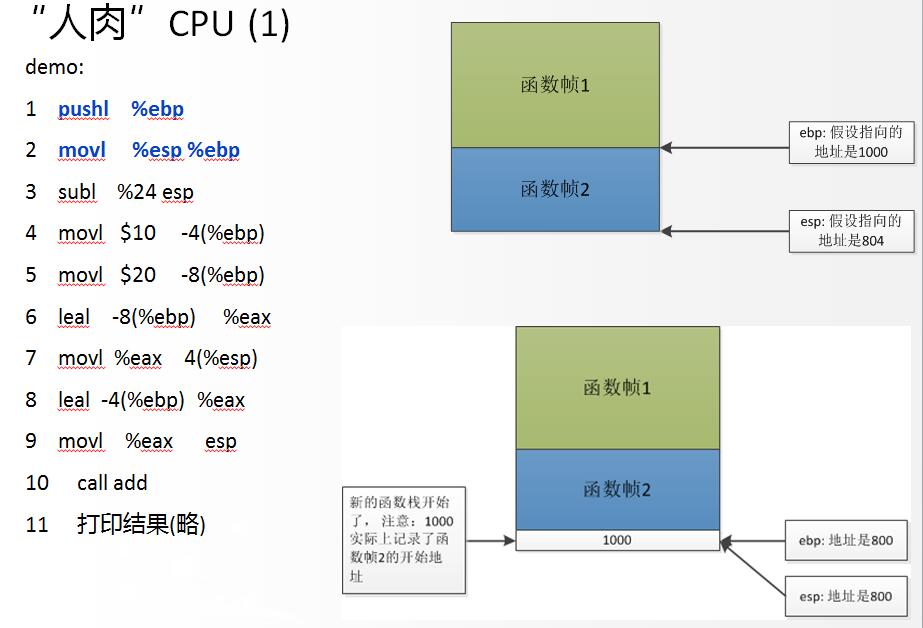 “人肉” CPU (1)
demo:
1 pushl %ebp
2 movl %esp %ebp
3 subl %24 esp
4 movl $10 -4(%ebp)
5 movl $20 -8(%ebp)
6 leal -8(%ebp) %eax
7 movl %eax 4(%esp)
8 leal -4(%ebp) %eax
9 movl %eax esp
10 call add
11 打印结果(略)
函数帧1
函数帧2
ebp: 假设指向的
地址是1000
esp: 假设指向的
地址是804
函数帧1
函数帧2
1000
新的函数栈开始
了，注意：1000
实际上记录了函
数帧2的开始地
址
ebp: 地址是800
esp: 地址是800